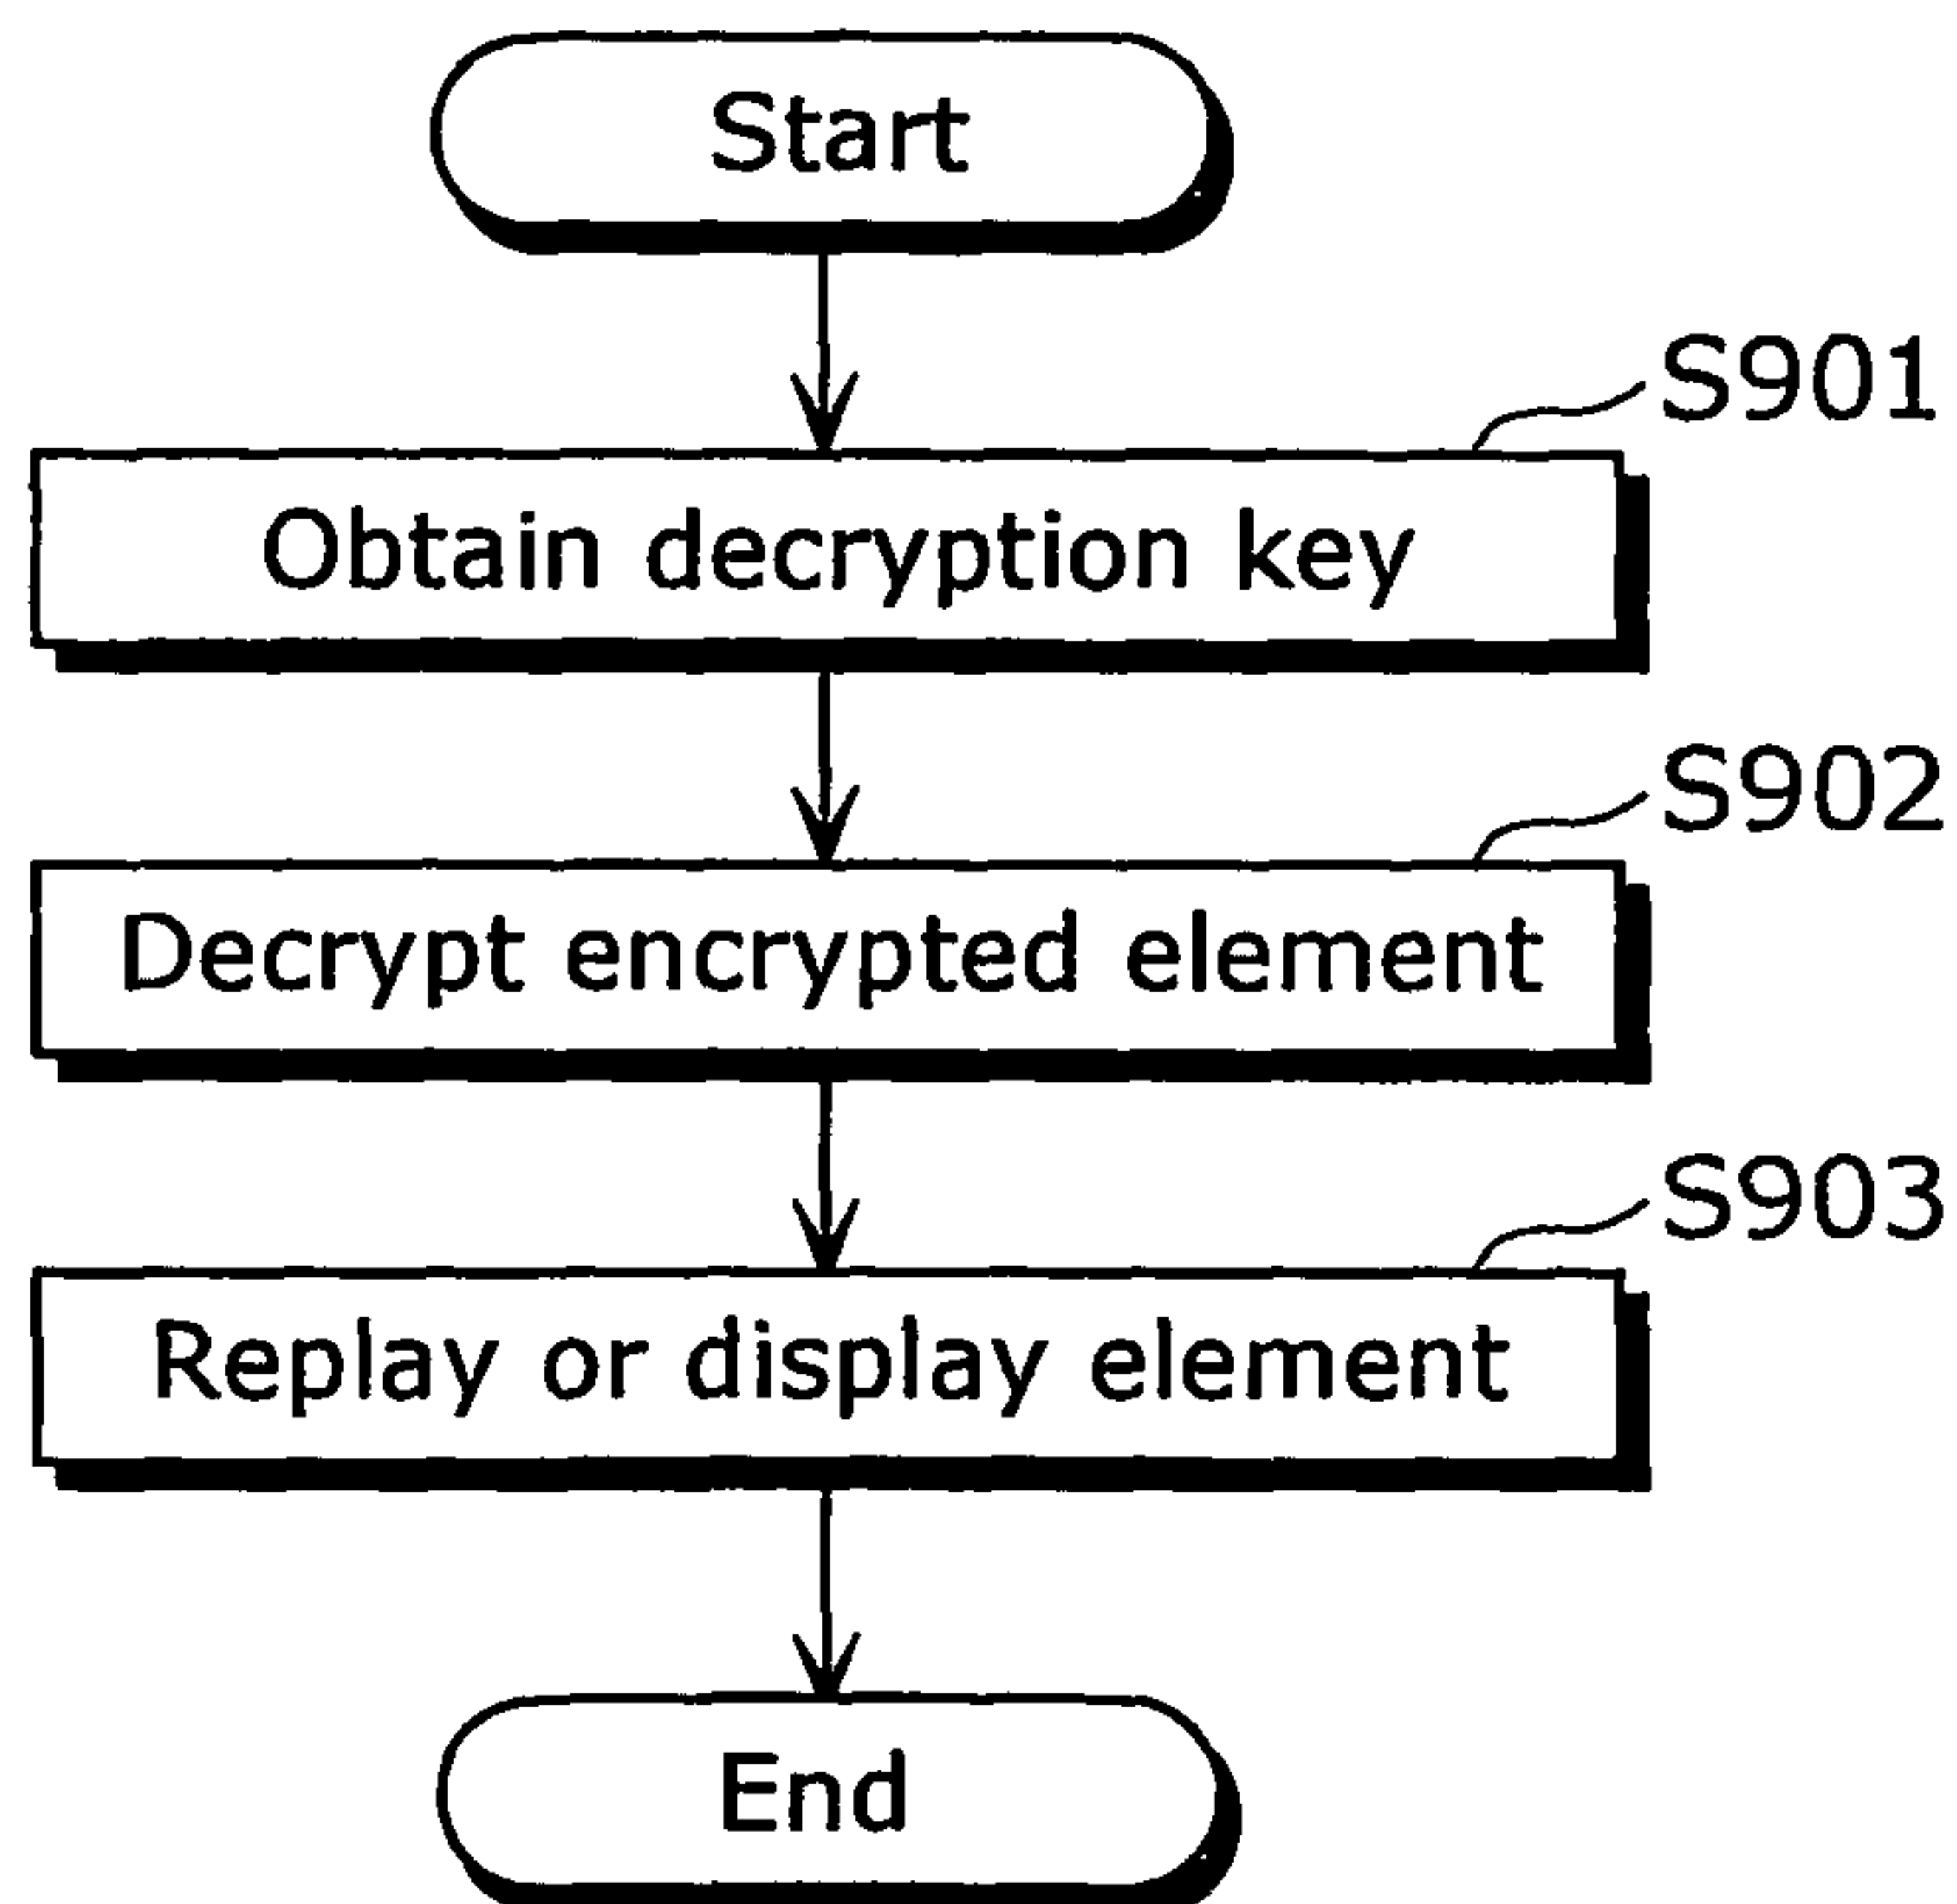 Start
S901
Obtain decryption key
S902
Decrypt encrypted element
S903
Replay or display element
End